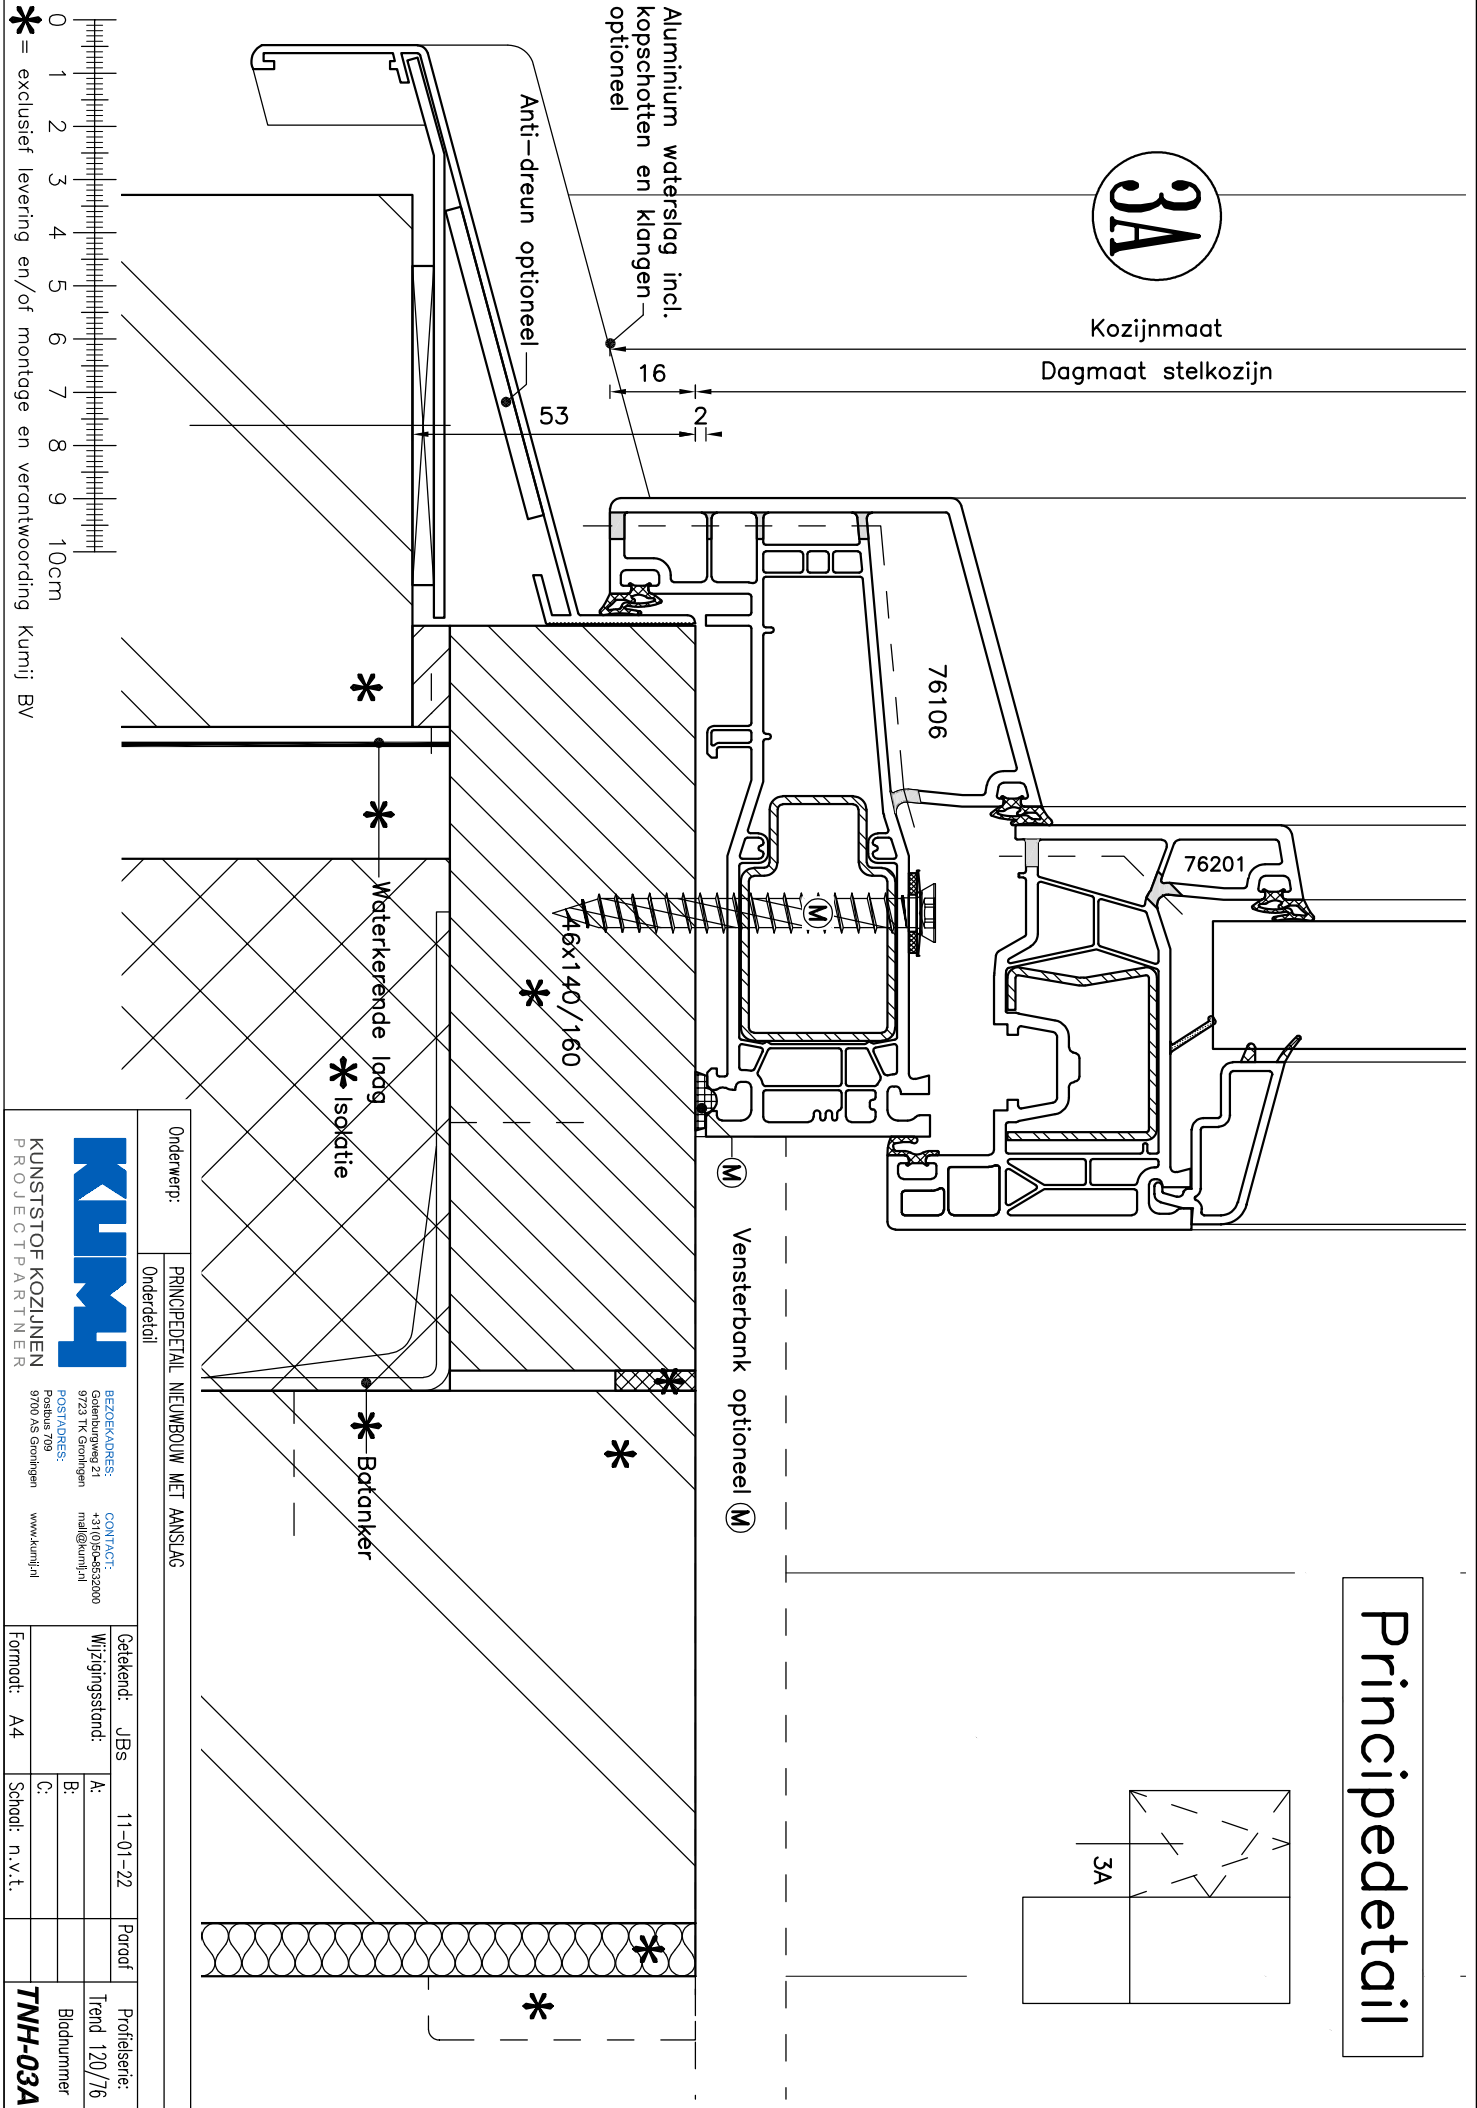 Principedetail
3A
Kozijnmaat
Dagmaat stelkozijn
16
2
53
Aluminium waterslag incl.
kopschotten en klangen
optioneel
Anti-dreun optioneel
76106
76201
M
46x140/160
*
M
Vensterbank optioneel M
3A
*
*
Waterkerende laag
* Isolatie
* Batanker
*
*
*
*
0 1 2 3 4 5 6 7 8 9 10cm
* = exclusief levering en/of montage en verantwoording Kumij BV
Onderwerp:
PRINCIPEDETAIL NIEUWBOUW MET AANSLAG
Onderdetail
KUMIJ
KUNSTSTOF KOZIJNEN
PROJECTPARTNER
BEZOEKADRES:
Gotenburgweg 21
9723 TK Groningen
POSTADRES:
Postbus 709
9700 AS Groningen
CONTACT:
+31(0)50-8532000
mail@kumij.nl
www.kumij.nl
Getekend: JBs 11-01-22 Paraaf
Wijzigingsstand: A:
B:
C:
Formaat: A4 Schaal: n.v.t.
Profielserie:
Trend 120/76
Bladnummer
TNH-03A